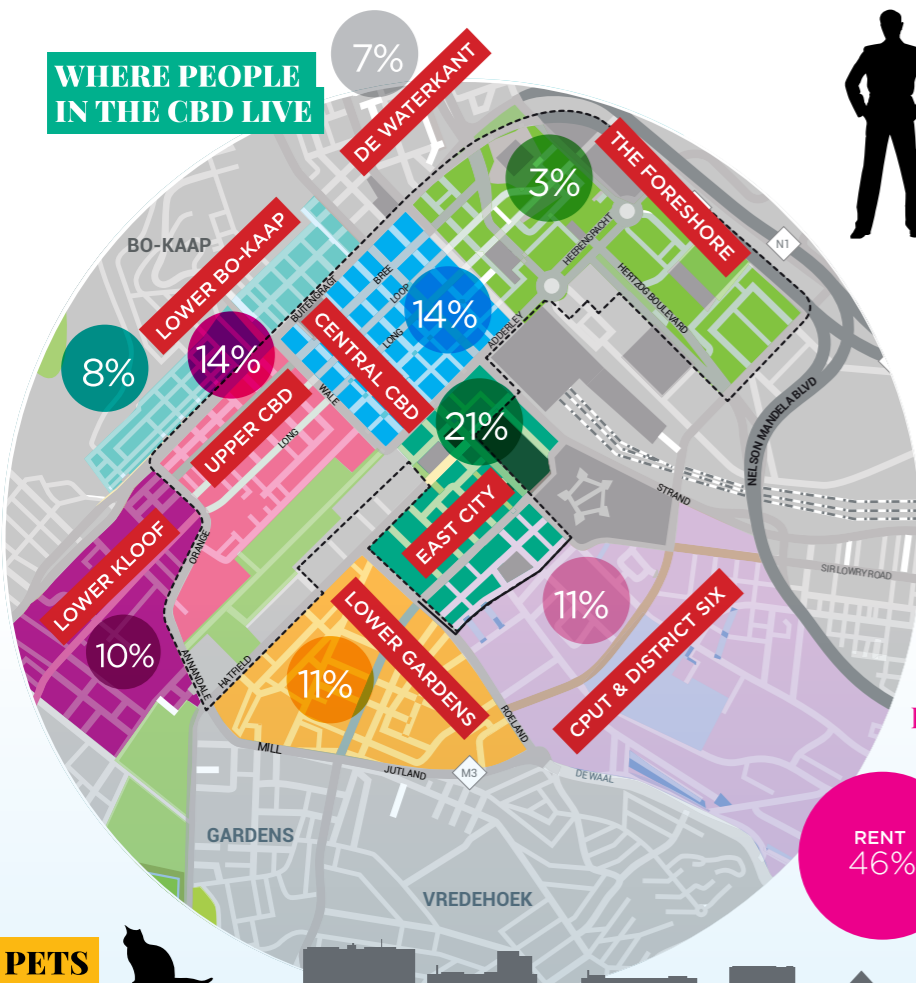 WHERE PEOPLE
IN THE CBD LIVE
7%
DE WATERKANT
THE FORESHORE
3%
N1
BO-KAAP
LOWER BO-KAAP
HEERENGRACHT
HERTZOG BOULEVARD
BUITENGRAGT
BREE
LOOP
LONG
14%
ADDERLEY
CENTRAL CBD
8%
14%
WALE
UPPER CBD
LONG
21%
NELSON MANDELA BLVD
STRAND
EAST CITY
ORANGE
LOWER KLOOF
SIR LOWRY ROAD
10%
LOWER GARDENS
11%
CPUT & DISTRICT SIX
ANNANDALE
HATFIELD
11%
ROELAND
MILL
JUTLAND
M3
DE WAAL
GARDENS
RENT
46%
VREDEHOEK
PETS